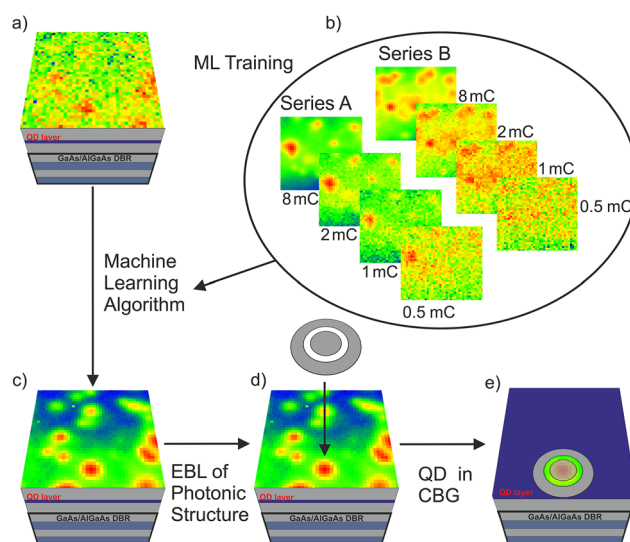 a)
b)
ML Training
Series B
Series A
8 mC
2 mC
1 mC
0.5 mC
8 mC
2 mC
1 mC
0.5 mC
QD layer
GaAs/AlGaAs DBR
Machine
Learning
Algorithm
c)
d)
e)
QD layer
GaAs/AlGaAs DBR
EBL of
Photonic
Structure
QD layer
GaAs/AlGaAs DBR
QD in
CBG
QD layer
GaAs/AlGaAs DBR